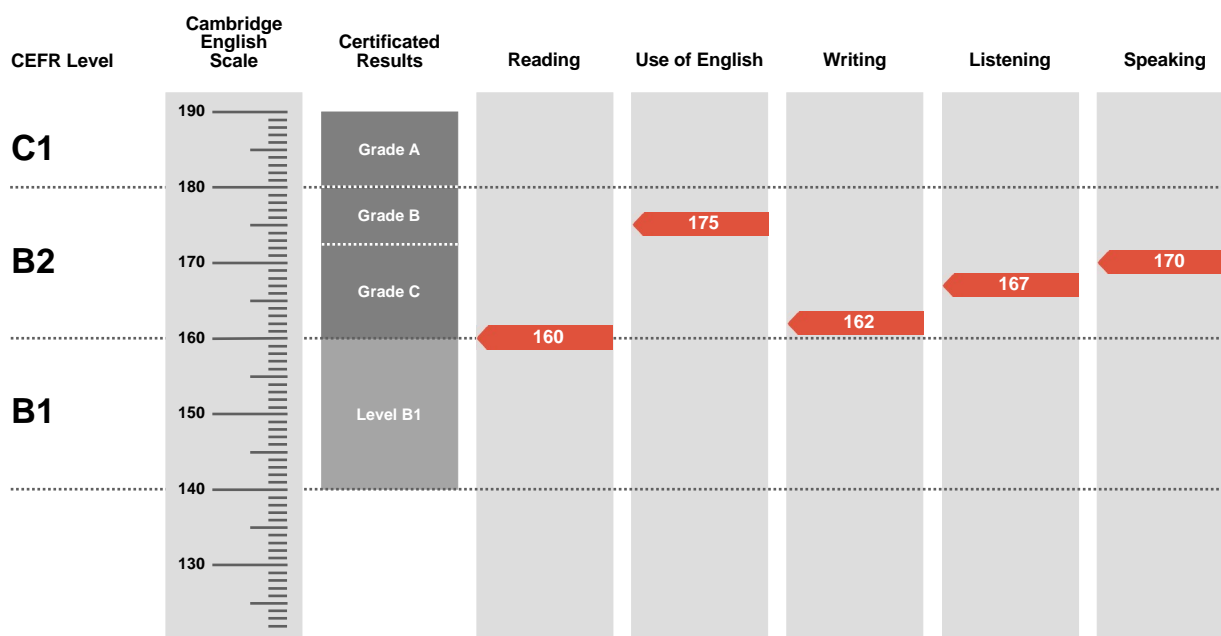 Cambridge
English
Scale
Certificated
Results
CEFR Level
Reading
Use of English
Writing
Listening
Speaking
190
C1
Grade A
180
Grade B
175
B2
170
170
167
Grade C
162
160
160
B1
150
Level B1
140
130